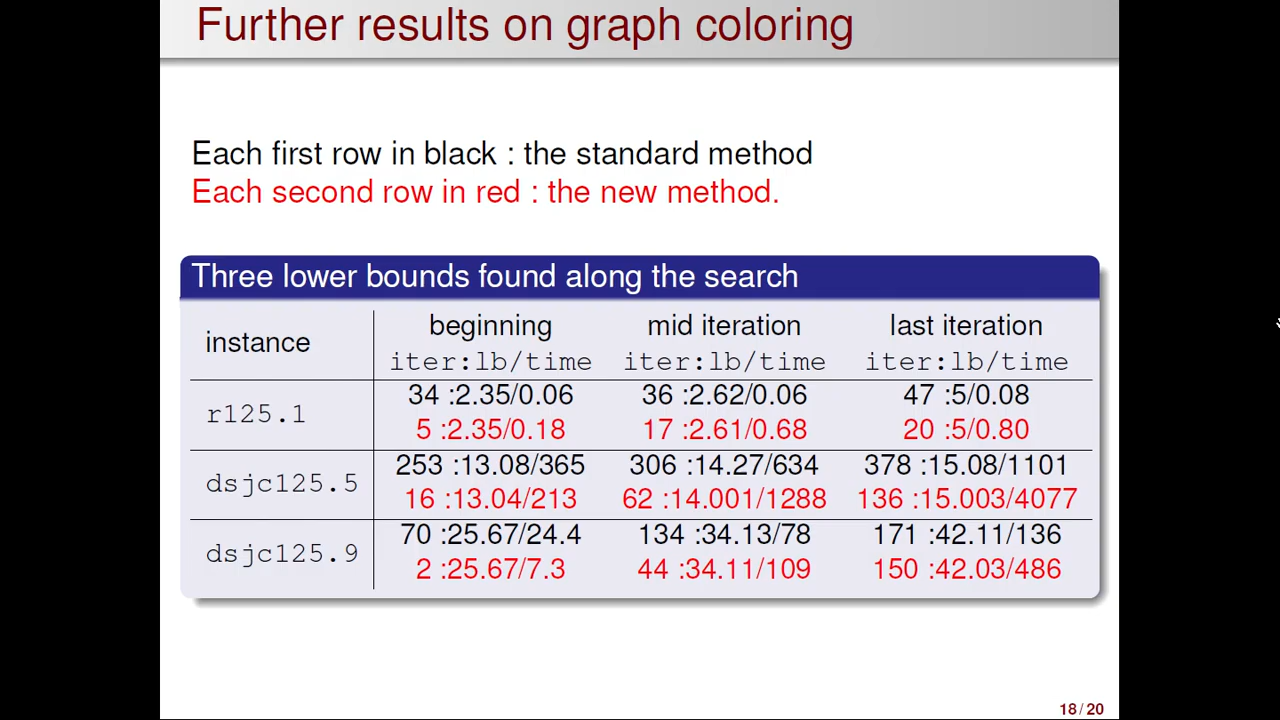 Further results on graph coloring
Each first row in black : the standard method
Each second row in red : the new method.
Three lower bounds found along the search
instance beginning mid iteration last iteration
iter:lb/time iter:lb/time iter:lb/time
r125.1 34 :2.35/0.06 36 :2.62/0.06 47 :5/0.08
5 :2.35/0.18 17 :2.61/0.68 20 :5/0.80
dsjc125.5 253 :13.08/365 306 :14.27/634 378 :15.08/1101
16 :13.04/213 62 :14.001/1288 136 :15.003/4077
dsjc125.9 70 :25.67/24.4 134 :34.13/78 171 :42.11/136
2 :25.67/7.3 44 :34.11/109 150 :42.03/486
18 / 20